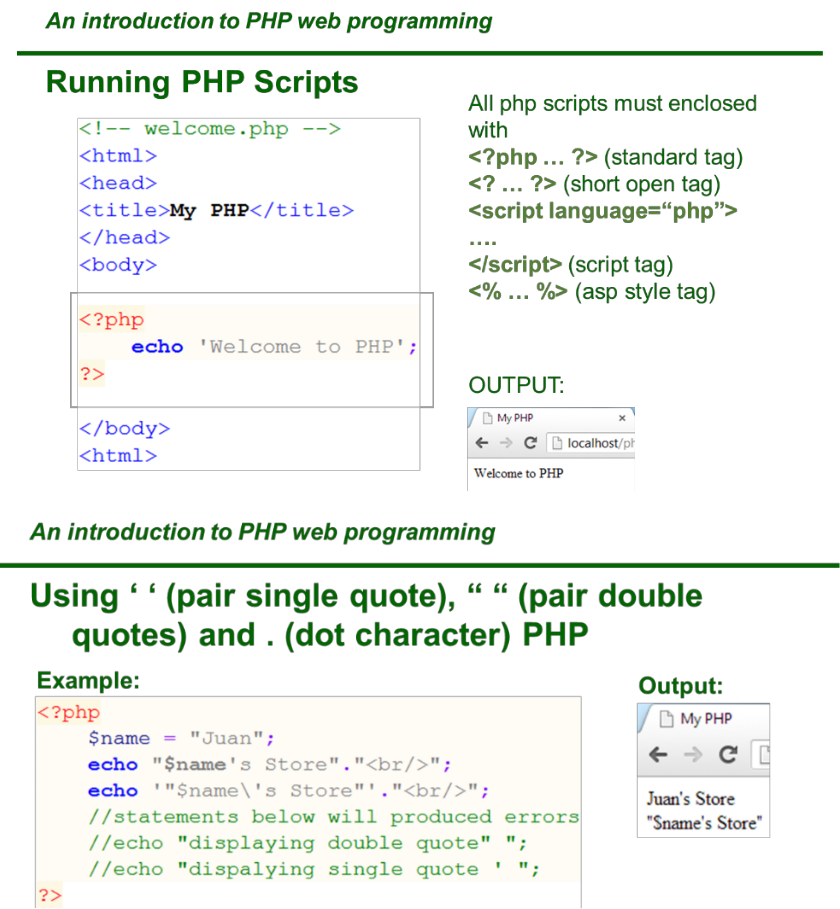 An introduction to PHP web programming
Running PHP Scripts
<!-- welcome.php -->
<html>
<head>
<title>My PHP</title>
</head>
<body>
<?php
echo 'Welcome to PHP';
?>
</body>
<html>
All php scripts must enclosed
with
<?php … ?> (standard tag)
<? … ?> (short open tag)
<script language=“php”>
….
</script> (script tag)
<% … %> (asp style tag)
OUTPUT:
My PHP
localhost/ph
Welcome to PHP
An introduction to PHP web programming
Using ‘ ‘ (pair single quote), “ “ (pair double
quotes) and . (dot character) PHP
Example:
<?php
$name = "Juan";
echo "$name's Store"."<br/>";
echo '"$name\'s Store"'."<br/>";
//statements below will produced errors
//echo "displaying double quote" ";
//echo "dispalying single quote ' ";
?>
Output:
My PHP
Juan's Store
"$name's Store"